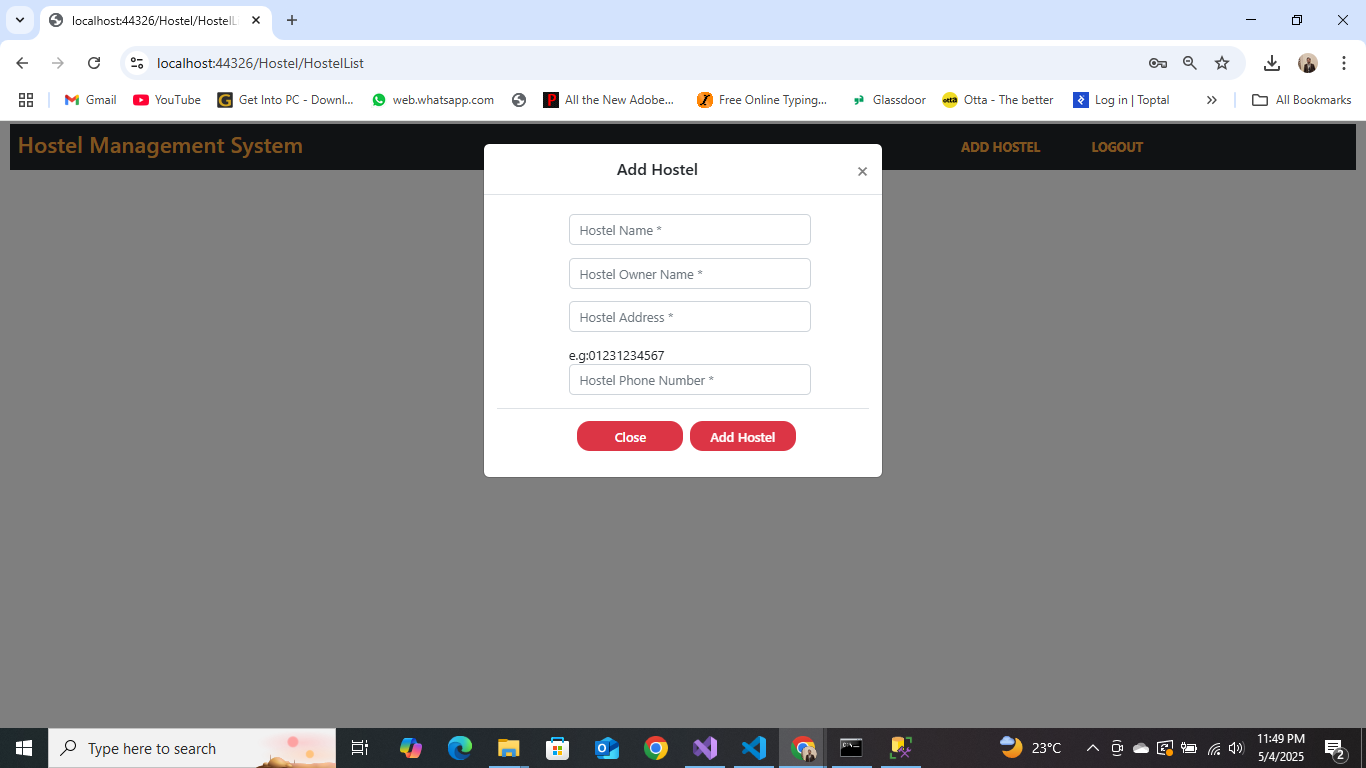 localhost:44326/Hostel/HostelLi
localhost:44326/Hostel/HostelList
Gmail YouTube Get Into PC - Downl... web.whatsapp.com All the New Adobe... Free Online Typing... Glassdoor Otta - The better Log in | Toptal All Bookmarks
Hostel Management System ADD HOSTEL LOGOUT
Add Hostel ×
Hostel Name *
Hostel Owner Name *
Hostel Address *
e.g:01231234567
Hostel Phone Number *
Close Add Hostel
Type here to search 23°C 11:49 PM
5/4/2025 2